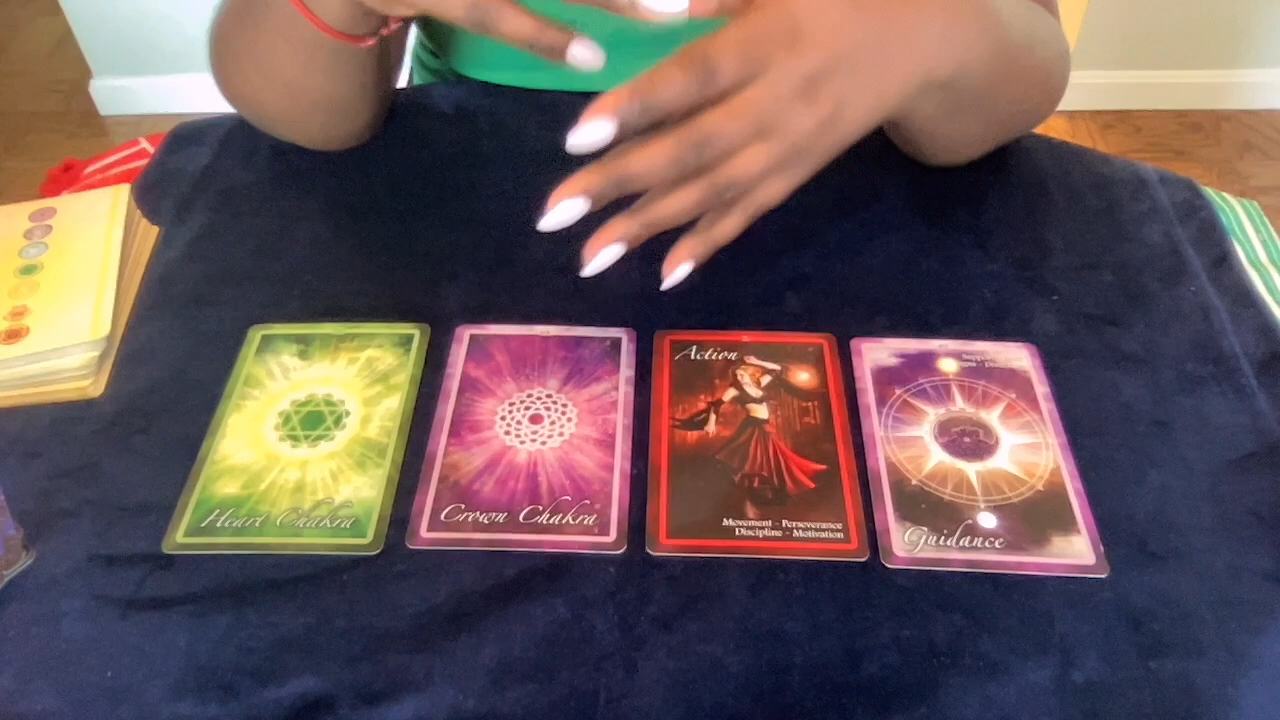 Heart Chakra
Crown Chakra
Action
Movement - Perseverance
Discipline - Motivation
Guidance